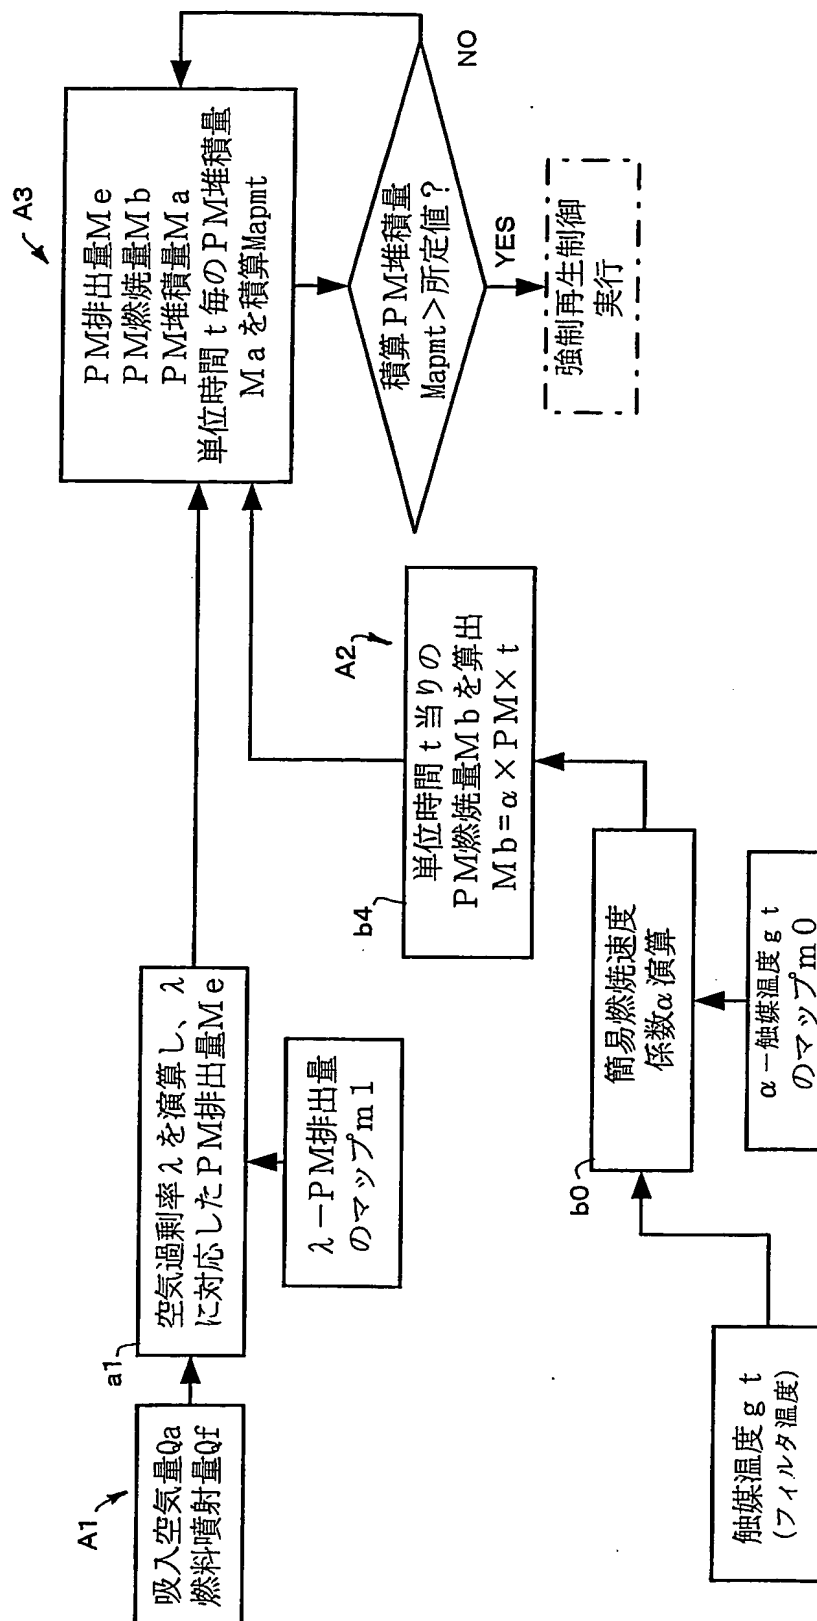 A1
吸入空気量Qa
燃料噴射量Qf
a1
空気過剰率λを演算し、λ
に対応したPM排出量Me
λ－PM排出量
のマップm1
触媒温度gt
(フィルタ温度)
b0
簡易燃焼速度
係数α演算
α－触媒温度gt
のマップm0
A2
b4
単位時間t当りの
PM燃焼量Mbを算出
Mb=α×PM×t
A3
PM排出量Me
PM燃焼量Mb
PM堆積量Ma
単位時間t毎のPM堆積量
Maを積算Mapmt
積算PM堆積量
Mapmt>所定値?
NO
YES
強制再生制御
実行